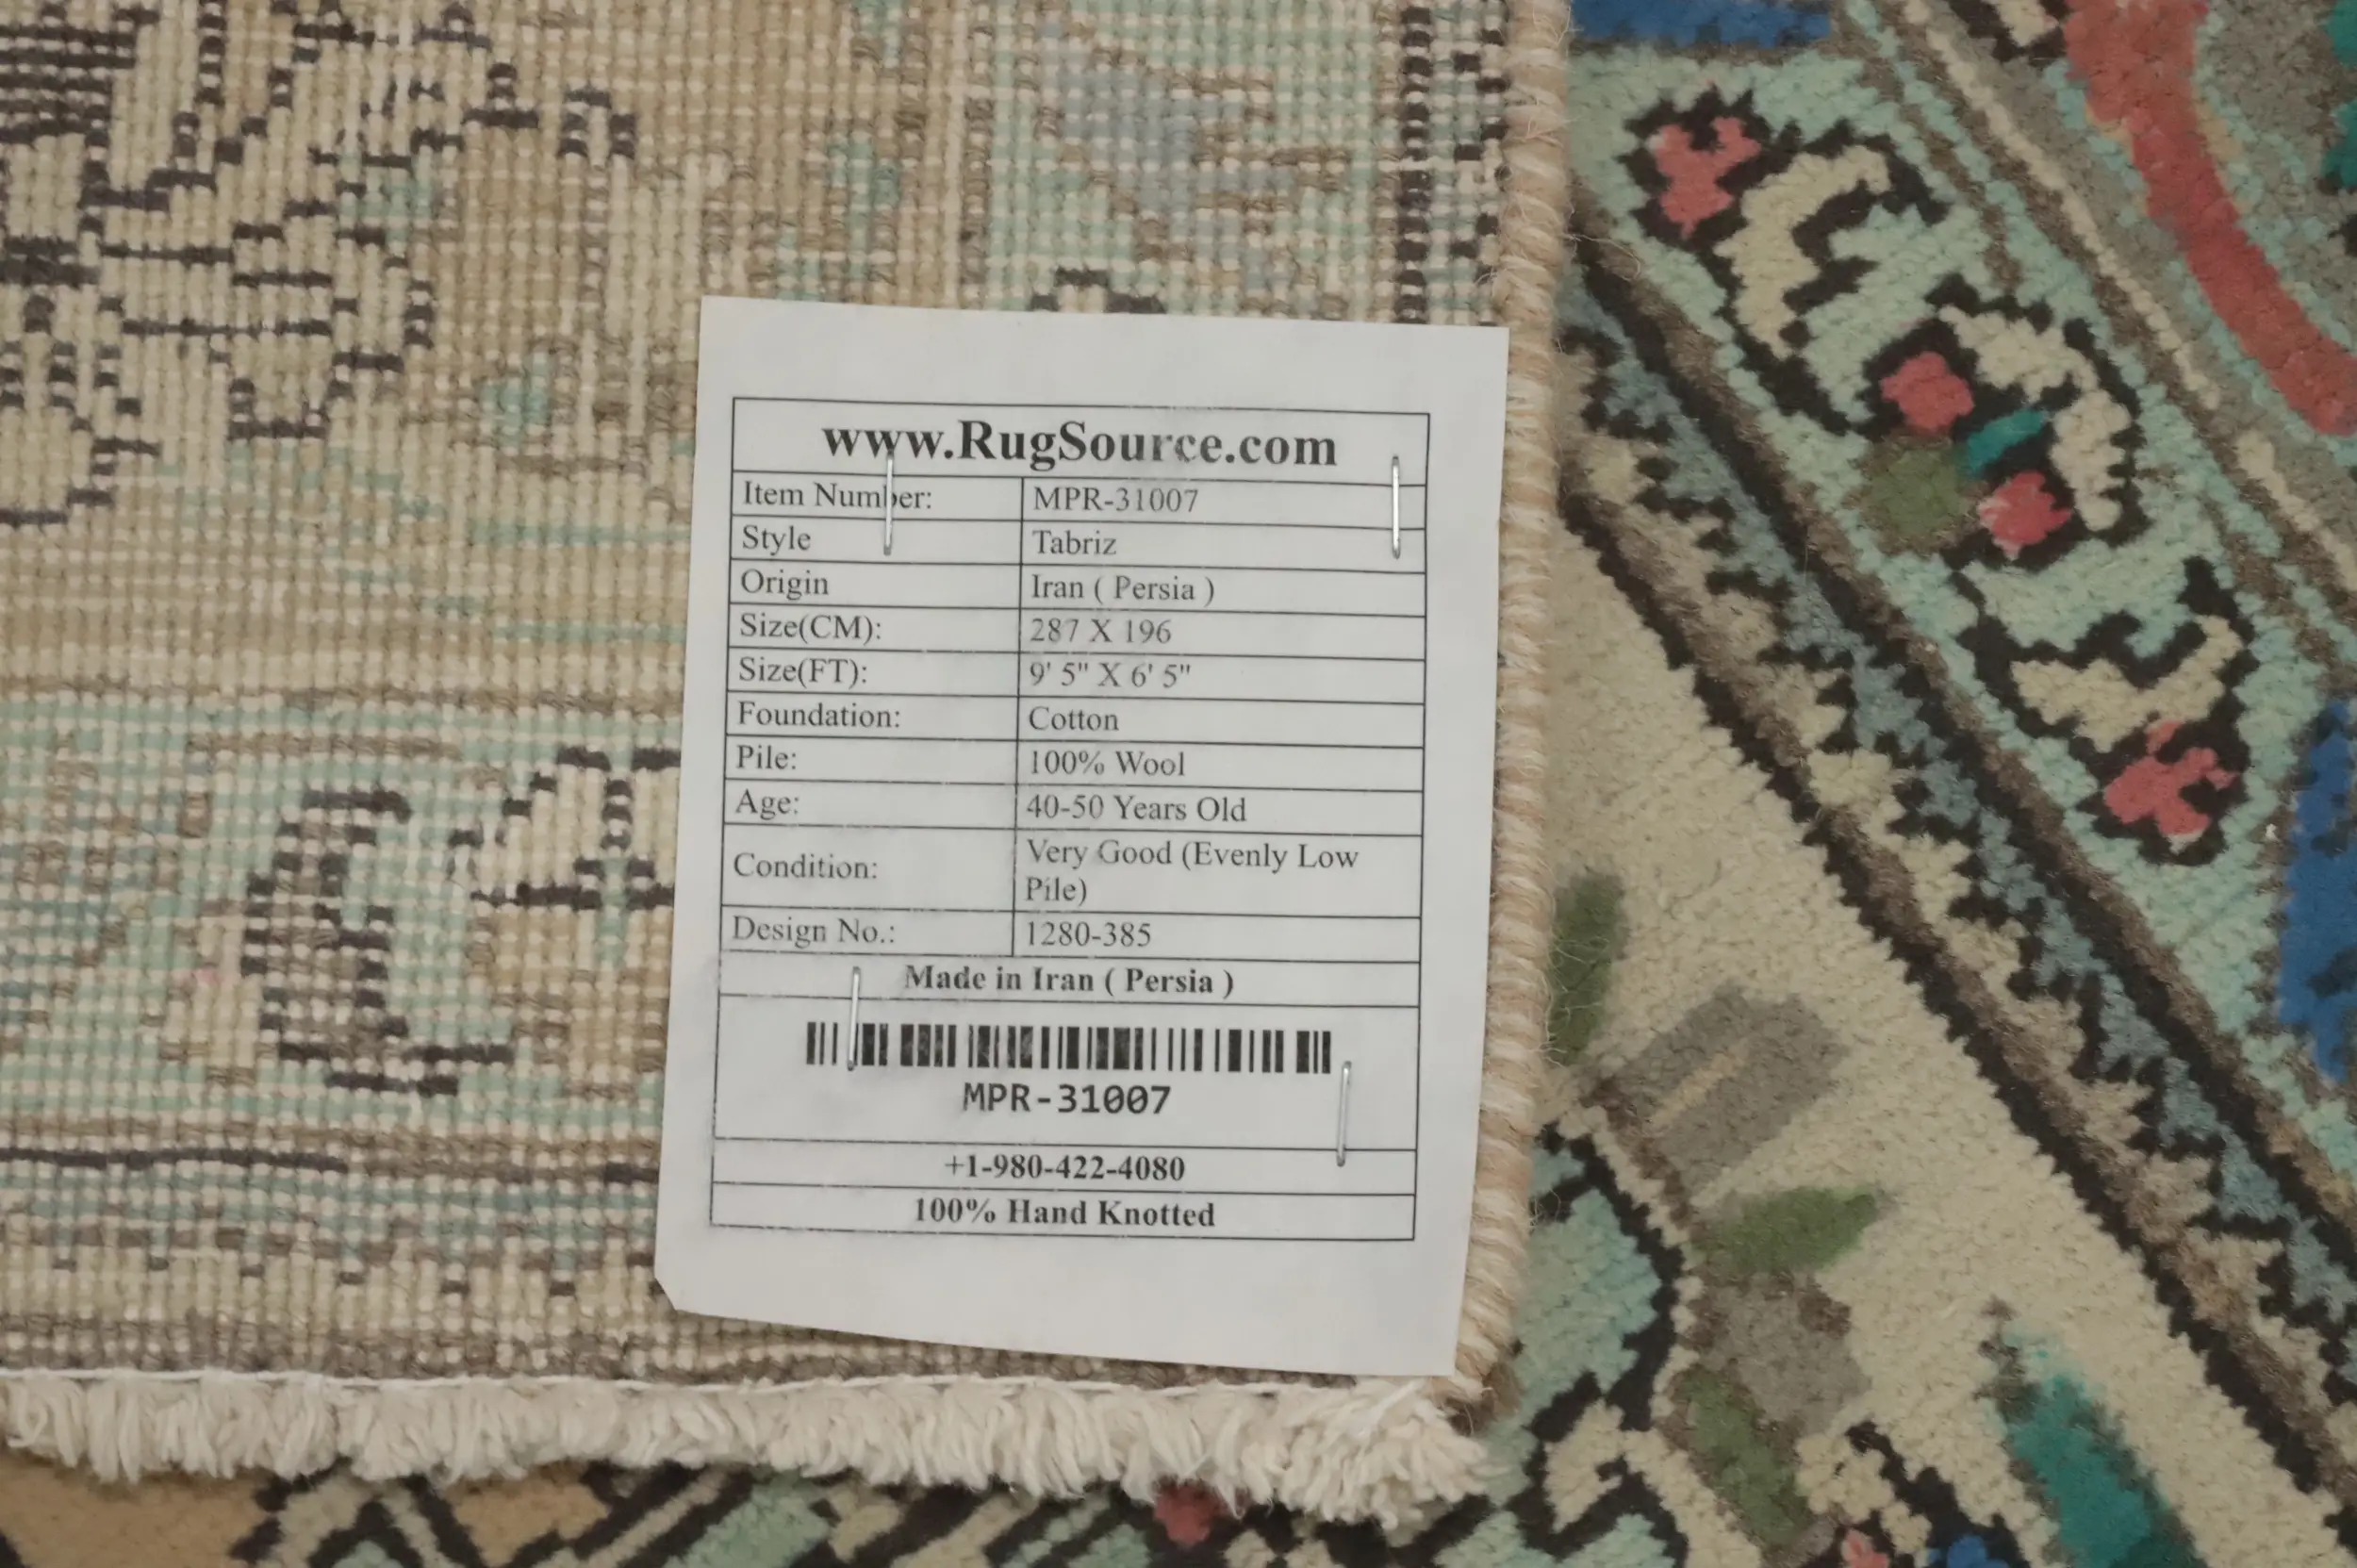 www.RugSource.com
Item Number: MPR-31007
Style Tabriz
Origin Iran ( Persia )
Size(CM): 287 X 196
Size(FT): 9' 5" X 6' 5"
Foundation: Cotton
Pile: 100% Wool
Age: 40-50 Years Old
Condition: Very Good (Evenly Low
Pile)
Design No.: 1280-385
Made in Iran ( Persia )
MPR-31007
+1-980-422-4080
100% Hand Knotted